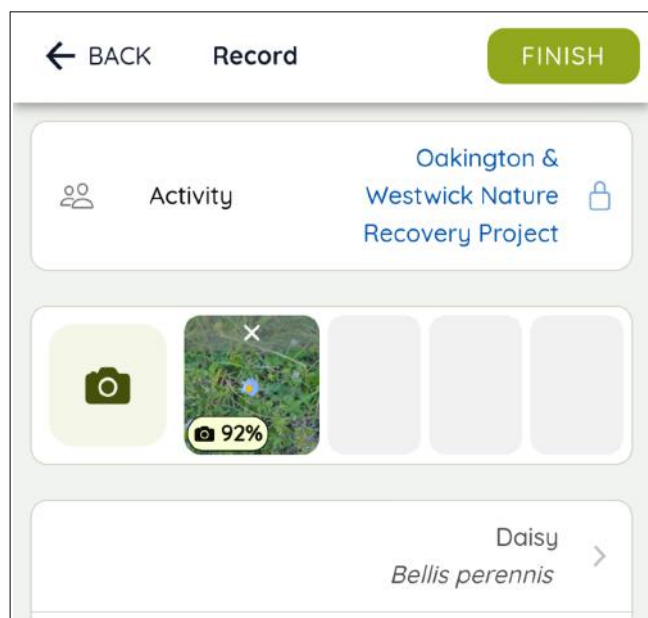 BACK Record FINISH
Activity
Oakington &
Westwick Nature
Recovery Project
92%
Daisy
Bellis perennis